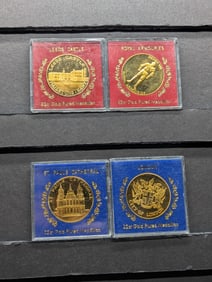 LEEDS CASTLE
22ct Gold Plated Medallion
ROYAL ARMOURIES
22ct Gold Plated Medallion
ST. PAULS CATHEDRAL
22ct Gold Plated Medallion
22ct Gold Plated Medallion